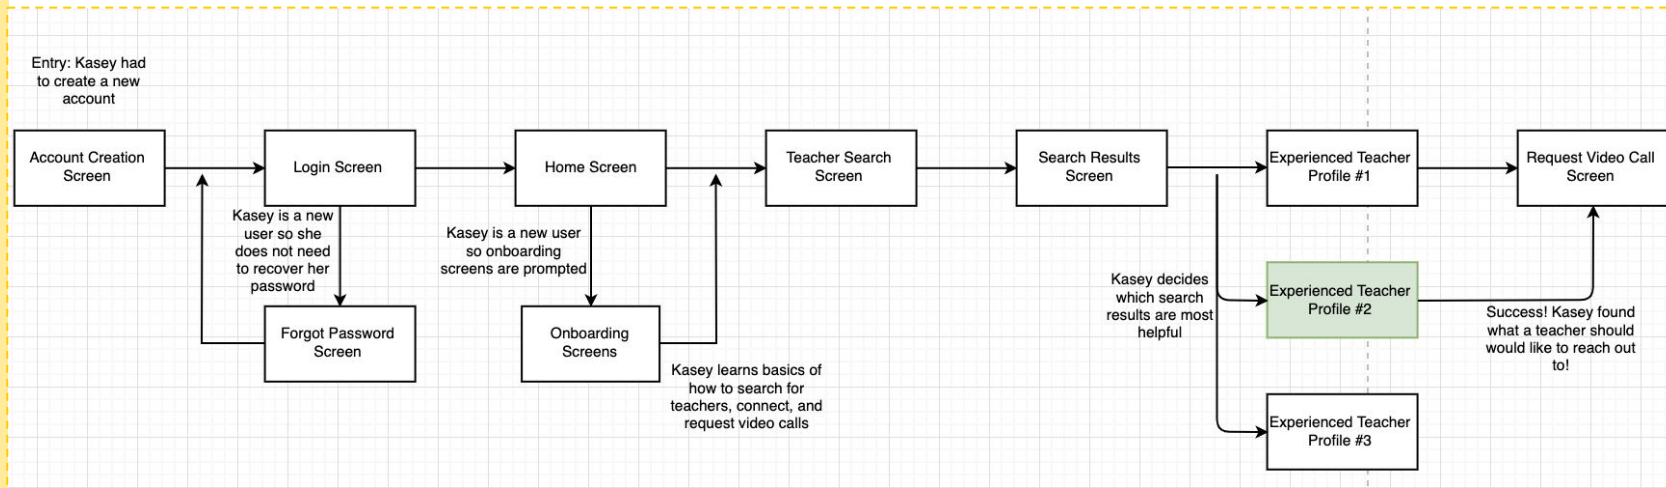 Entry: Kasey had
to create a new
account
Account Creation
Screen
Login Screen
Home Screen
Teacher Search
Screen
Search Results
Screen
Experienced Teacher
Profile #1
Request Video Call
Screen
Kasey is a new
user so she
does not need
to recover her
password
Kasey is a new user
so onboarding
screens are prompted
Forgot Password
Screen
Onboarding
Screens
Kasey learns basics of
how to search for
teachers, connect, and
request video calls
Kasey decides
which search
results are most
helpful
Experienced Teacher
Profile #2
Success! Kasey found
what a teacher should
would like to reach out
to!
Experienced Teacher
Profile #3